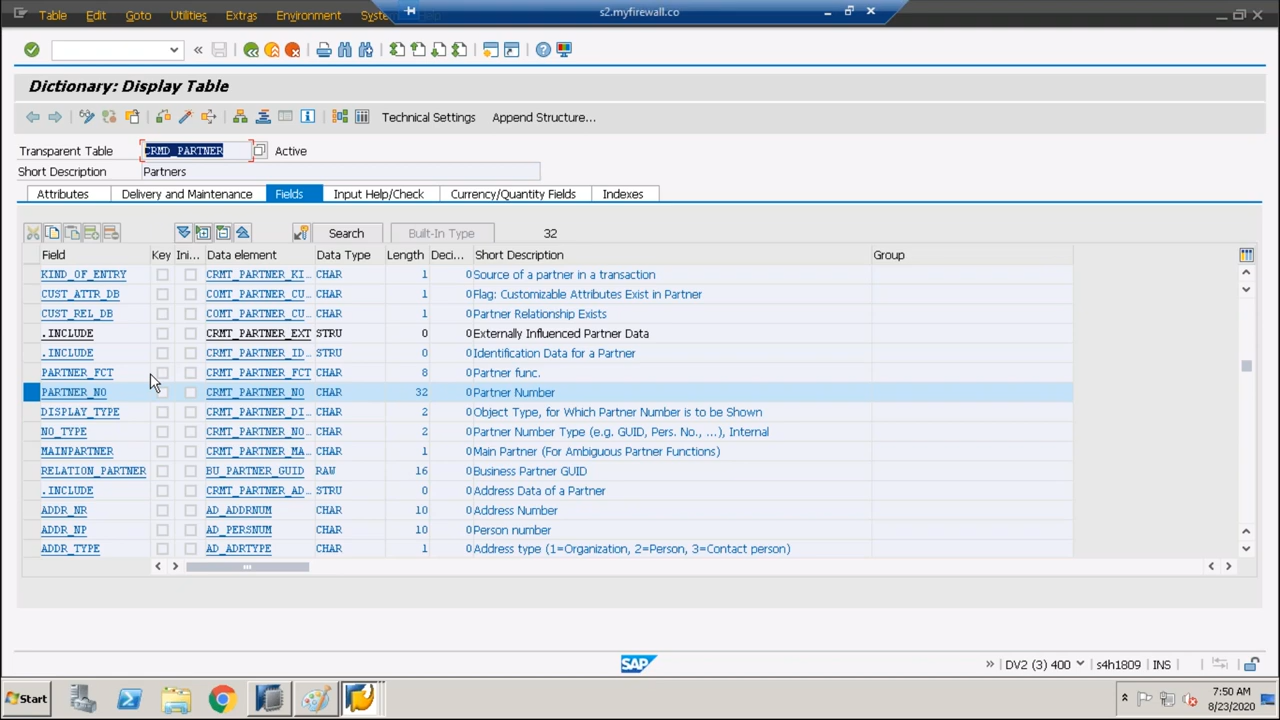 Table Edit Goto Utilities Extras Environment System Help
s2.myfirewall.co
Dictionary: Display Table
Technical Settings Append Structure...
Transparent Table CRMD_PARTNER Active
Short Description Partners
Attributes Delivery and Maintenance Fields Input Help/Check Currency/Quantity Fields Indexes
Search Built-In Type 32
Field Key Ini... Data element Data Type Length Deci... Short Description Group
KIND_OF_ENTRY CRMT_PARTNER_KI... CHAR 1 0 Source of a partner in a transaction
CUST_ATTR_DB COMT_PARTNER_CU... CHAR 1 0 Flag: Customizable Attributes Exist in Partner
CUST_REL_DB COMT_PARTNER_CU... CHAR 1 0 Partner Relationship Exists
.INCLUDE CRMT_PARTNER_EXT STRU 0 0 Externally Influenced Partner Data
.INCLUDE CRMT_PARTNER_ID... STRU 0 0 Identification Data for a Partner
PARTNER_FCT CRMT_PARTNER_FCT CHAR 8 0 Partner func.
PARTNER_NO CRMT_PARTNER_NO CHAR 32 0 Partner Number
DISPLAY_TYPE CRMT_PARTNER_DI... CHAR 2 0 Object Type, for Which Partner Number is to be Shown
NO_TYPE CRMT_PARTNER_NO... CHAR 2 0 Partner Number Type (e.g. GUID, Pers. No., ...), Internal
MAINPARTNER CRMT_PARTNER_MA... CHAR 1 0 Main Partner (For Ambiguous Partner Functions)
RELATION_PARTNER BU_PARTNER_GUID RAW 16 0 Business Partner GUID
.INCLUDE CRMT_PARTNER_AD... STRU 0 0 Address Data of a Partner
ADDR_NR AD_ADDRNUM CHAR 10 0 Address Number
ADDR_NP AD_PERSNUM CHAR 10 0 Person number
ADDR_TYPE AD_ADRTYPE CHAR 1 0 Address type (1=Organization, 2=Person, 3=Contact person)
SAP
DV2 (3) 400 s4h1809 INS
Start
7:50 AM
8/23/2020